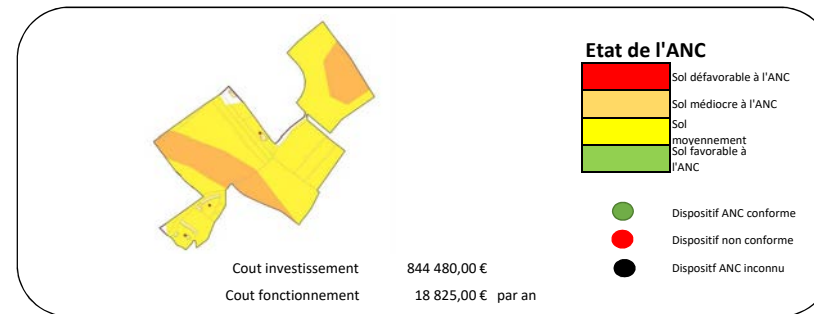 Etat de l'ANC
Sol défavorable à l'ANC
Sol médiocre à l'ANC
Sol
moyennement
Sol favorable à
l'ANC
Dispositif ANC conforme
Dispositif non conforme
Dispositf ANC inconnu
Cout investissement 844 480,00 €
Cout fonctionnement 18 825,00 € par an